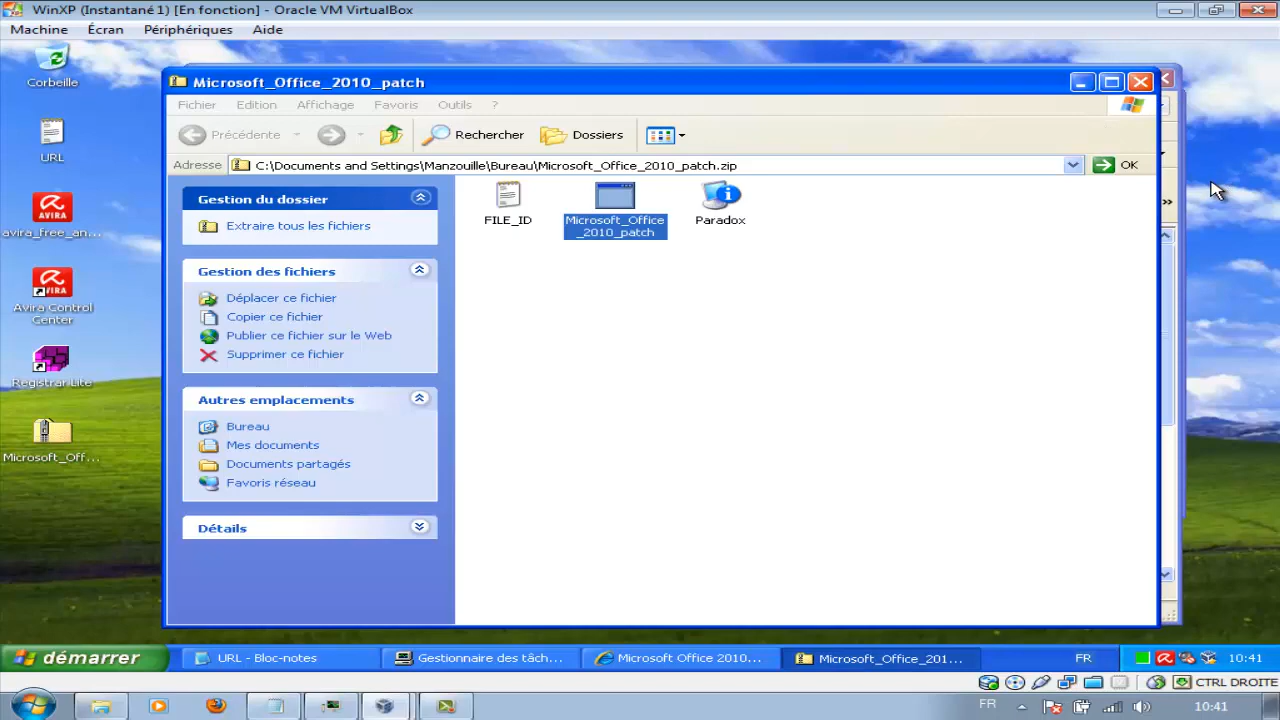 WinXP (Instantané 1) [En fonction] - Oracle VM VirtualBox
Machine Écran Périphériques Aide
Corbeille
URL
avira_free_an...
Avira Control
Center
Registrar Lite
Microsoft_Off...
Microsoft_Office_2010_patch
Fichier Edition Affichage Favoris Outils ?
Précédente Rechercher Dossiers
Adresse C:\Documents and Settings\Manzouille\Bureau\Microsoft_Office_2010_patch.zip OK
Gestion du dossier
Extraire tous les fichiers
Gestion des fichiers
Déplacer ce fichier
Copier ce fichier
Publier ce fichier sur le Web
Supprimer ce fichier
Autres emplacements
Bureau
Mes documents
Documents partagés
Favoris réseau
Détails
FILE_ID
Microsoft_Office
_2010_patch
Paradox
démarrer URL - Bloc-notes Gestionnaire des tâch... Microsoft Office 2010... Microsoft_Office_201... FR 10:41
CTRL DROITE
FR 10:41